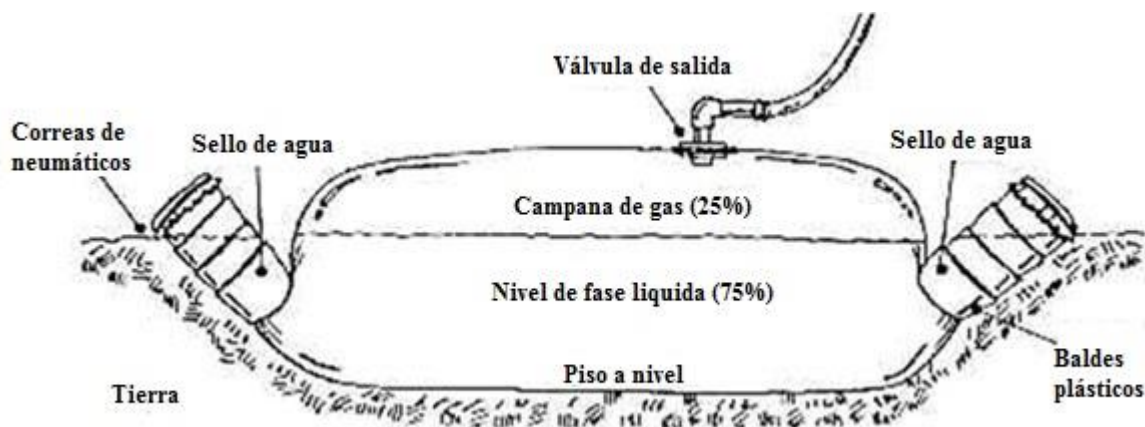 Válvula de salida
Correas de
neumáticos
Sello de agua
Sello de agua
Campana de gas (25%)
Nivel de fase liquida (75%)
Piso a nivel
Tierra
Baldes
plásticos